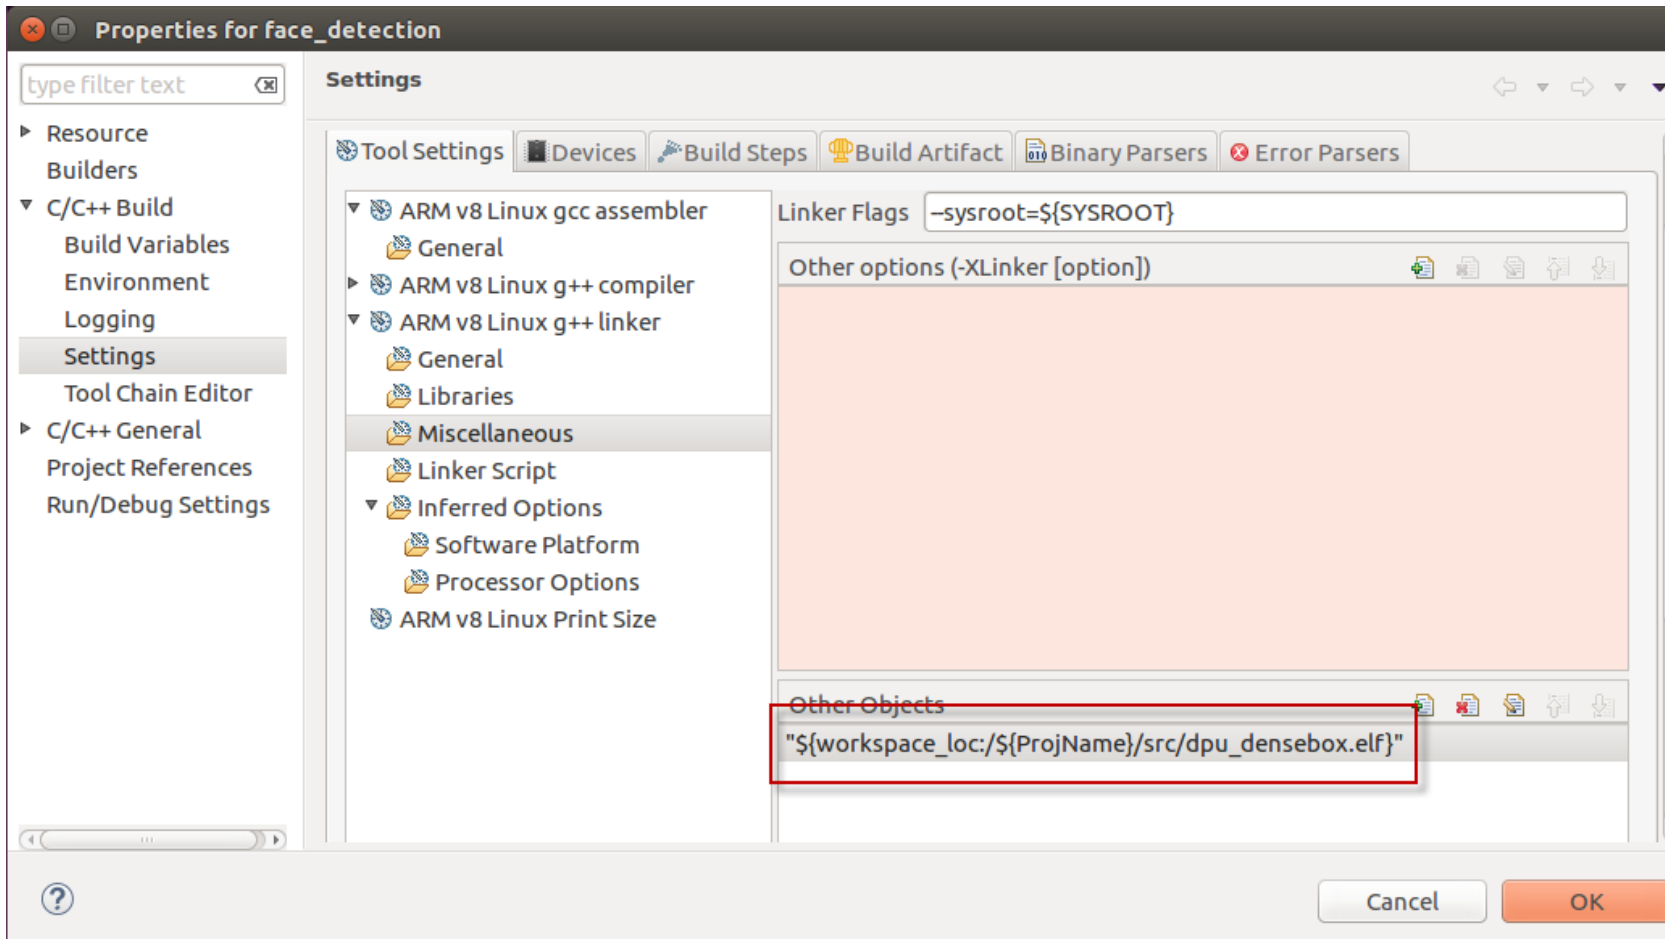 Properties for face_detection
type filter text
Resource
Builders
C/C++ Build
Build Variables
Environment
Logging
Settings
Tool Chain Editor
C/C++ General
Project References
Run/Debug Settings
Settings
Tool Settings
Devices
Build Steps
Build Artifact
Binary Parsers
Error Parsers
ARM v8 Linux gcc assembler
General
ARM v8 Linux g++ compiler
ARM v8 Linux g++ linker
General
Libraries
Miscellaneous
Linker Script
Inferred Options
Software Platform
Processor Options
ARM v8 Linux Print Size
Linker Flags --sysroot=${SYSROOT}
Other options (-XLinker [option])
Other Objects
"${workspace_loc:/${ProjName}/src/dpu_densebox.elf}"
Cancel
OK